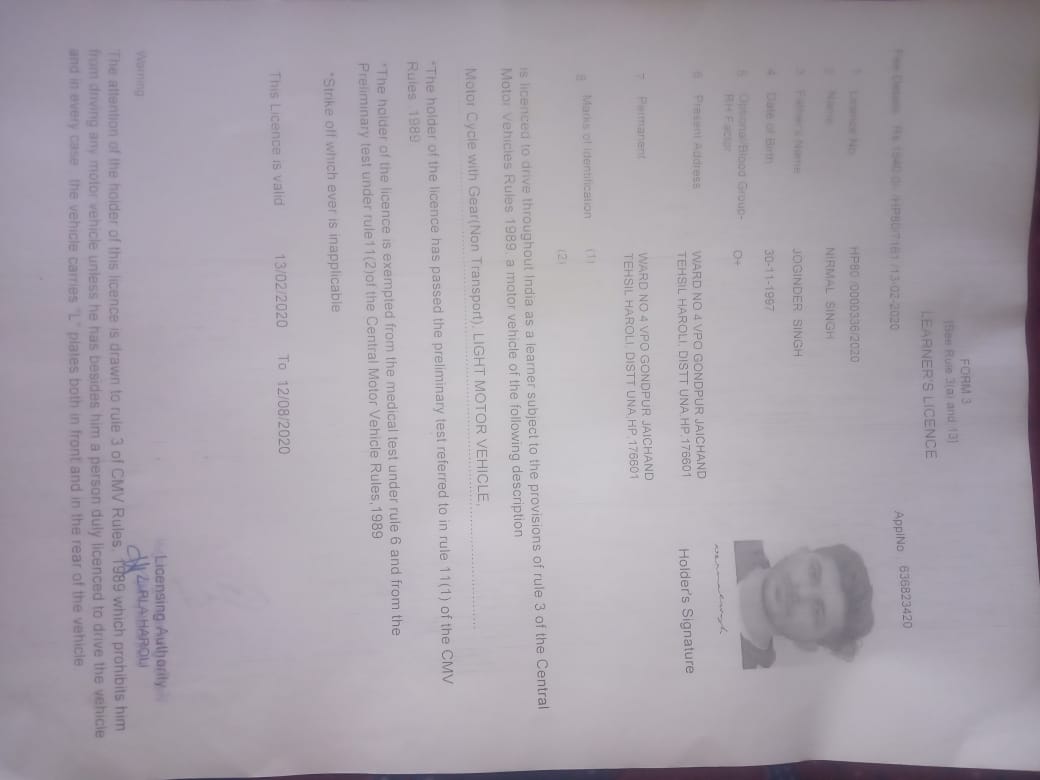 FORM 3
(See Rule 3(a) and 13)
LEARNER'S LICENCE
Fee Details Rs. HP80/T/61 /13-02-2020 ApplNo 636823420
1 Licence No HP80 /0000336/2020
2 Name NIRMAL SINGH
3 Father's Name JOGINDER SINGH
4 Date of Birth 30-11-1997
5 Optional/Blood Group- O+
RH Factor
6 Present Address WARD NO 4 VPO GONDPUR JAICHAND
TEHSIL HAROLI DISTT UNA,HP,176601
Holder's Signature
7 Permanent WARD NO 4 VPO GONDPUR JAICHAND
TEHSIL HAROLI DISTT UNA,HP,176601
8 Marks of Identification (1)
(2)
is licenced to drive throughout India as a learner subject to the provisions of rule 3 of the Central
Motor Vehicles Rules 1989, a motor vehicle of the following description
Motor Cycle with Gear(Non Transport) ,LIGHT MOTOR VEHICLE,
*The holder of the licence has passed the preliminary test referred to in rule 11(1) of the CMV
Rules, 1989
*The holder of the licence is exempted from the medical test under rule 6 and from the
Preliminary test under rule11(2)of the Central Motor Vehicle Rules,1989
*Strike off which ever is inapplicable
This Licence is valid 13/02/2020 To 12/08/2020
Licensing Authority
RLA HAROLI
Warning
The attention of the holder of this licence is drawn to rule 3 of CMV Rules, 1989 which prohibits him
from driving any motor vehicle unless he has besides him a person duly licenced to drive the vehicle
and in every case, the vehicle carries "L" plates both in front and in the rear of the vehicle